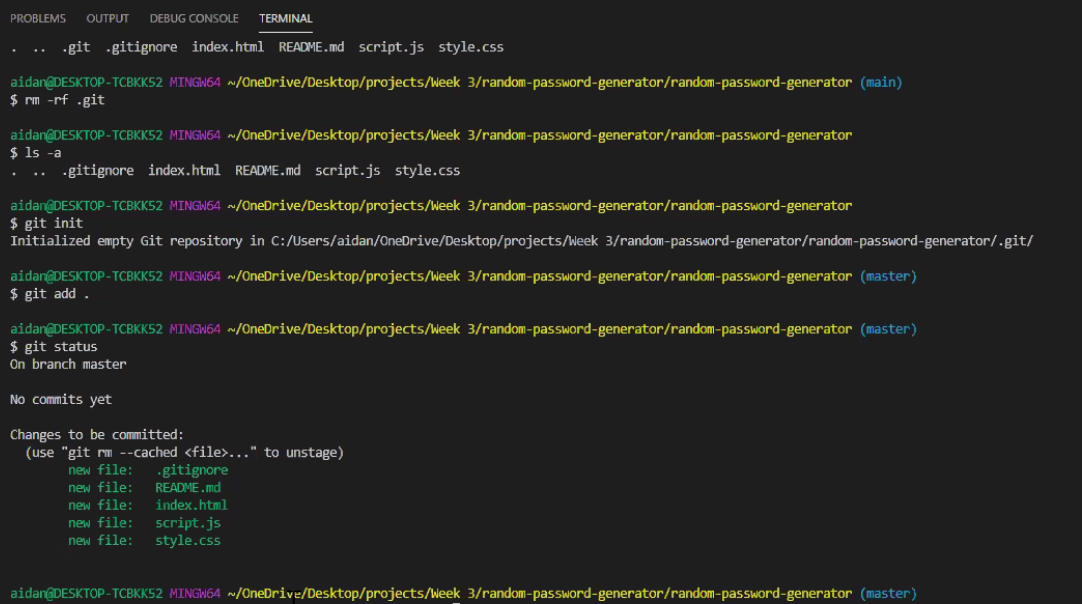 PROBLEMS OUTPUT DEBUG CONSOLE TERMINAL
. .. .git .gitignore index.html README.md script.js style.css
aidan@DESKTOP-TCBKK52 MINGW64 ~/OneDrive/Desktop/projects/Week 3/random-password-generator/random-password-generator (main)
$ rm -rf .git
aidan@DESKTOP-TCBKK52 MINGW64 ~/OneDrive/Desktop/projects/Week 3/random-password-generator/random-password-generator
$ ls -a
. .. .gitignore index.html README.md script.js style.css
aidan@DESKTOP-TCBKK52 MINGW64 ~/OneDrive/Desktop/projects/Week 3/random-password-generator/random-password-generator
$ git init
Initialized empty Git repository in C:/Users/aidan/OneDrive/Desktop/projects/Week 3/random-password-generator/random-password-generator/.git/
aidan@DESKTOP-TCBKK52 MINGW64 ~/OneDrive/Desktop/projects/Week 3/random-password-generator/random-password-generator (master)
$ git add .
aidan@DESKTOP-TCBKK52 MINGW64 ~/OneDrive/Desktop/projects/Week 3/random-password-generator/random-password-generator (master)
$ git status
On branch master
No commits yet
Changes to be committed:
(use "git rm --cached <file>..." to unstage)
new file: .gitignore
new file: README.md
new file: index.html
new file: script.js
new file: style.css
aidan@DESKTOP-TCBKK52 MINGW64 ~/OneDrive/Desktop/projects/Week 3/random-password-generator/random-password-generator (master)